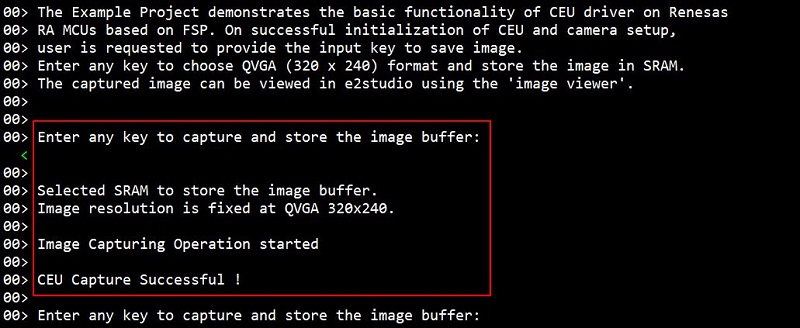 00> The Example Project demonstrates the basic functionality of CEU driver on Renesas
00> RA MCUs based on FSP. On successful initialization of CEU and camera setup,
00> user is requested to provide the input key to save image.
00> Enter any key to choose QVGA (320 x 240) format and store the image in SRAM.
00> The captured image can be viewed in e2studio using the 'image viewer'.
00>
00>
00> Enter any key to capture and store the image buffer:
<
00>
00> Selected SRAM to store the image buffer.
00> Image resolution is fixed at QVGA 320x240.
00>
00> Image Capturing Operation started
00>
00> CEU Capture Successful !
00>
00> Enter any key to capture and store the image buffer: